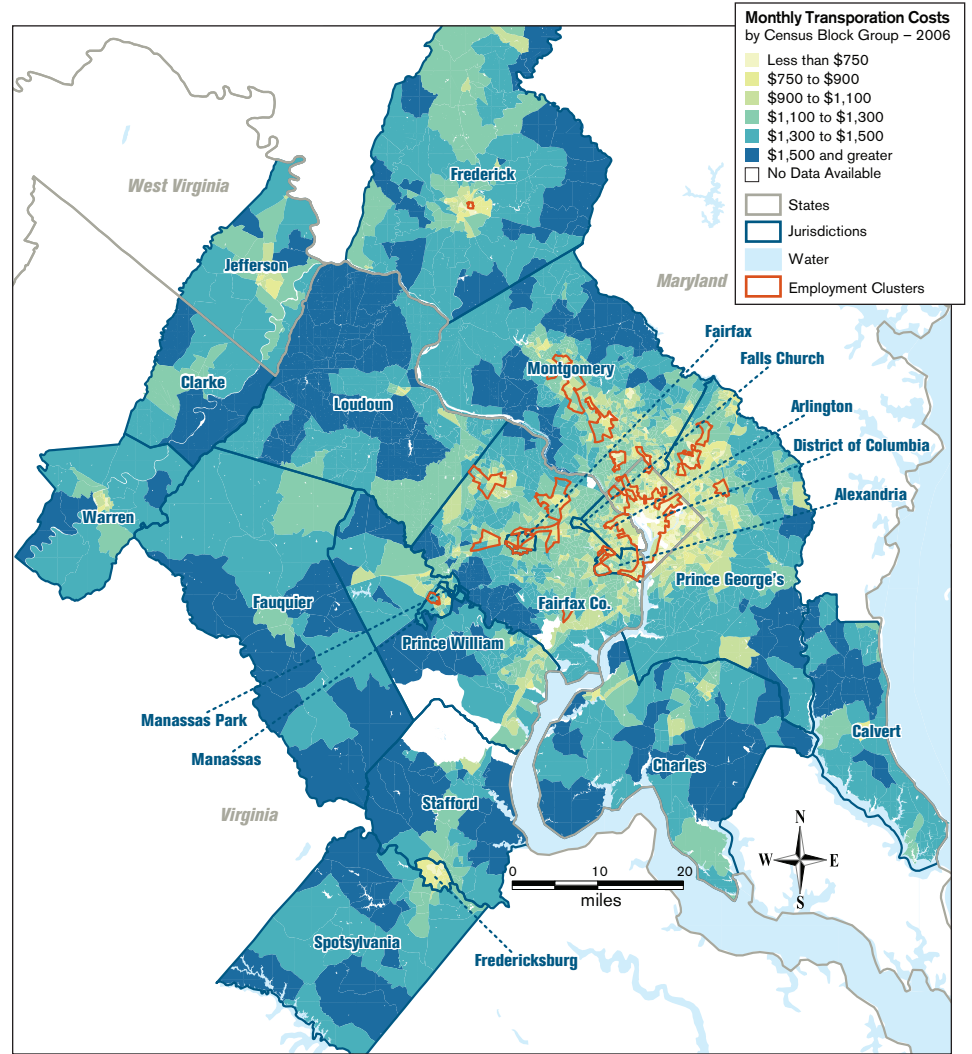 Monthly Transporation Costs
by Census Block Group – 2006
Less than $750
$750 to $900
$900 to $1,100
$1,100 to $1,300
$1,300 to $1,500
$1,500 and greater
No Data Available
States
Jurisdictions
Water
Employment Clusters
West Virginia
Frederick
Jefferson
Maryland
Fairfax
Falls Church
Montgomery
Clarke
Loudoun
Arlington
District of Columbia
Alexandria
Warren
Prince George's
Fauquier
Fairfax Co.
Prince William
Manassas Park
Manassas
Calvert
Charles
Stafford
Virginia
N
W
E
S
0 10 20
miles
Spotsylvania
Fredericksburg